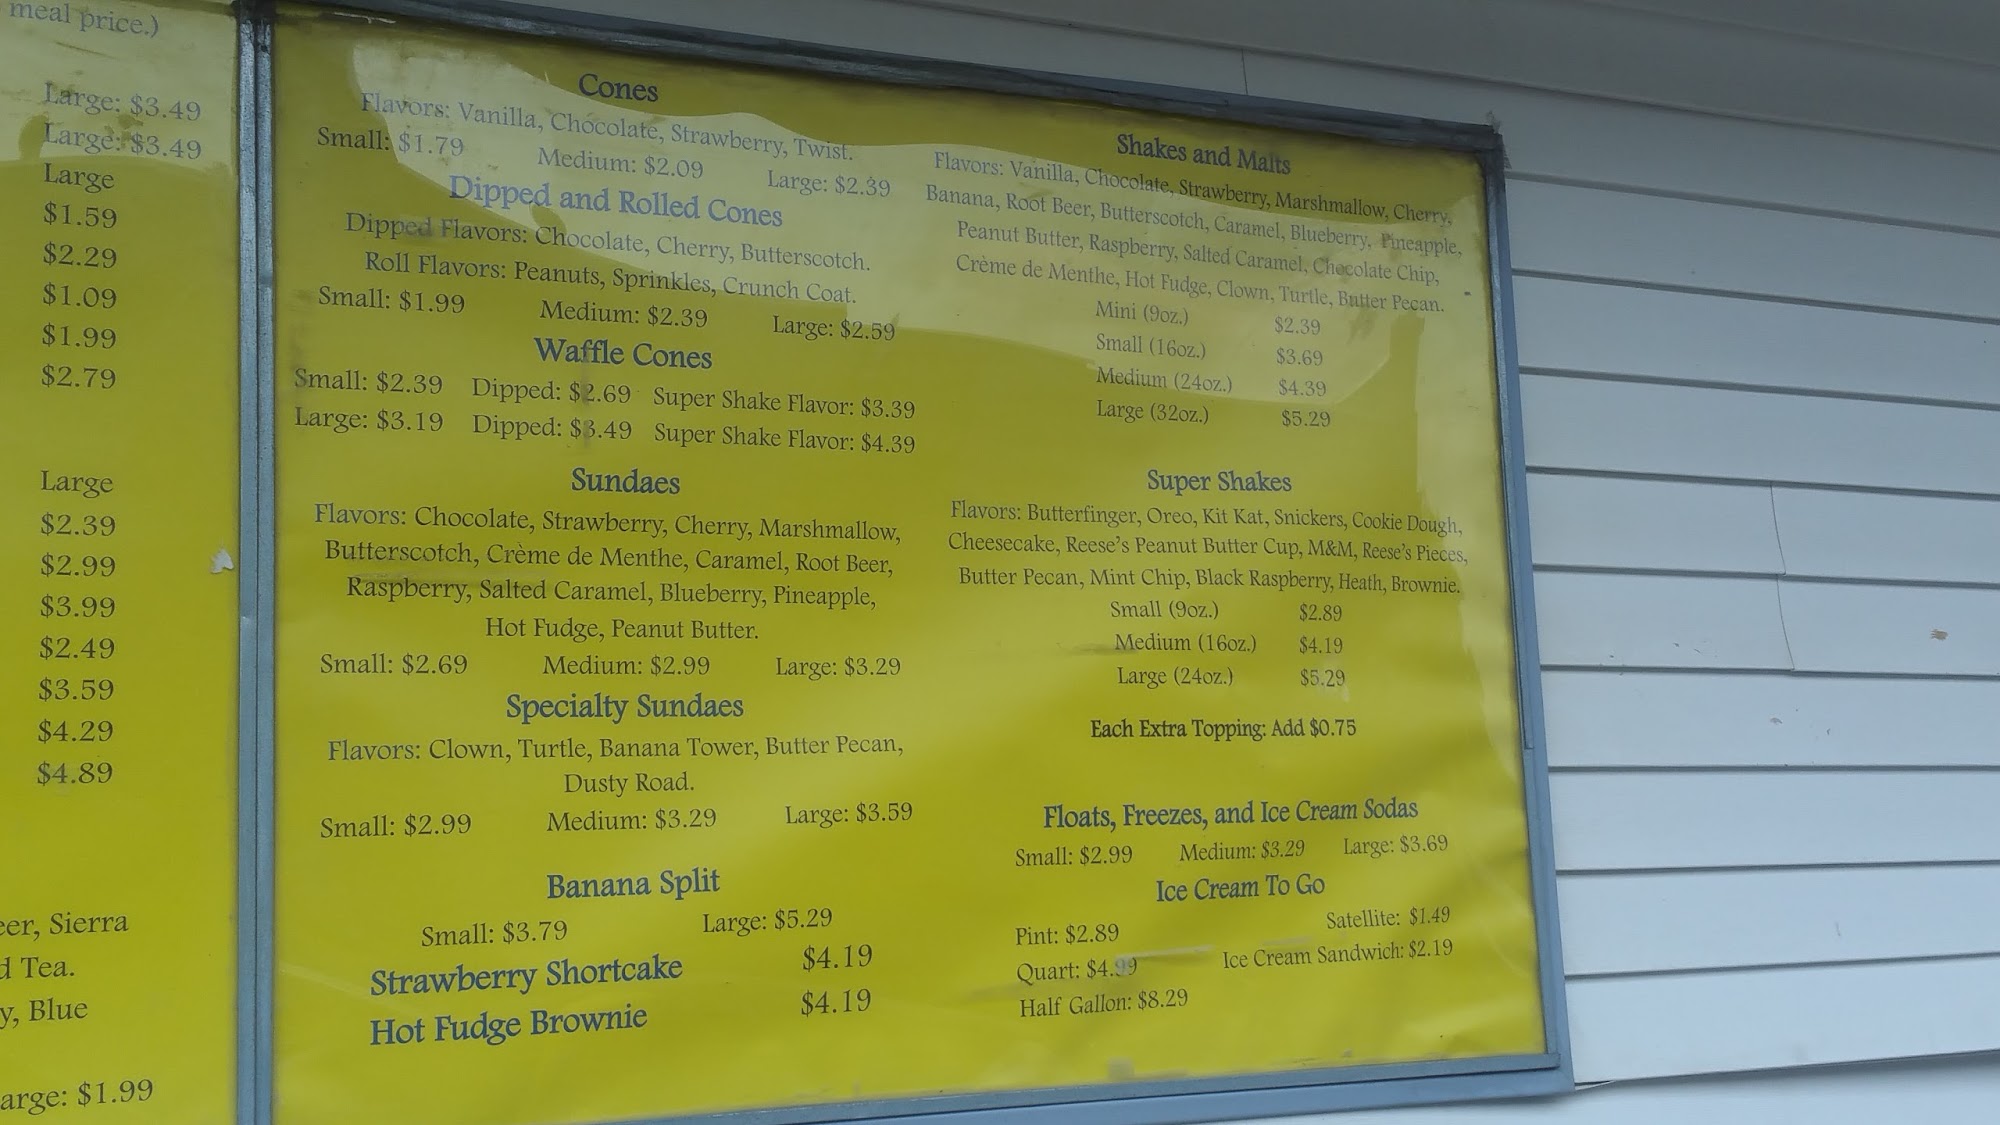 meal price.)
Large: $3.49
Large: $3.49
Large
$1.59
$2.29
$1.09
$1.99
$2.79
Large
$2.39
$2.99
$3.99
$2.49
$3.59
$4.29
$4.89
eer, Sierra
d Tea.
y, Blue
arge: $1.99
Cones
Flavors: Vanilla, Chocolate, Strawberry, Twist.
Small: $1.79 Medium: $2.09 Large: $2.39
Dipped and Rolled Cones
Dipped Flavors: Chocolate, Cherry, Butterscotch.
Roll Flavors: Peanuts, Sprinkles, Crunch Coat.
Small: $1.99 Medium: $2.39 Large: $2.59
Waffle Cones
Small: $2.39 Dipped: $2.69 Super Shake Flavor: $3.39
Large: $3.19 Dipped: $3.49 Super Shake Flavor: $4.39
Sundaes
Flavors: Chocolate, Strawberry, Cherry, Marshmallow,
Butterscotch, Crème de Menthe, Caramel, Root Beer,
Raspberry, Salted Caramel, Blueberry, Pineapple,
Hot Fudge, Peanut Butter.
Small: $2.69 Medium: $2.99 Large: $3.29
Specialty Sundaes
Flavors: Clown, Turtle, Banana Tower, Butter Pecan,
Dusty Road.
Small: $2.99 Medium: $3.29 Large: $3.59
Banana Split
Small: $3.79 Large: $5.29
Strawberry Shortcake $4.19
Hot Fudge Brownie $4.19
Shakes and Malts
Flavors: Vanilla, Chocolate, Strawberry, Marshmallow, Cherry,
Banana, Root Beer, Butterscotch, Caramel, Blueberry, Pineapple,
Peanut Butter, Raspberry, Salted Caramel, Chocolate Chip,
Crème de Menthe, Hot Fudge, Clown, Turtle, Butter Pecan.
Mini (9oz.) $2.39
Small (16oz.) $3.69
Medium (24oz.) $4.39
Large (32oz.) $5.29
Super Shakes
Flavors: Butterfinger, Oreo, Kit Kat, Snickers, Cookie Dough,
Cheesecake, Reese's Peanut Butter Cup, M&M, Reese's Pieces,
Butter Pecan, Mint Chip, Black Raspberry, Heath, Brownie.
Small (9oz.) $2.89
Medium (16oz.) $4.19
Large (24oz.) $5.29
Each Extra Topping: Add $0.75
Floats, Freezes, and Ice Cream Sodas
Small: $2.99 Medium: $3.29 Large: $3.69
Ice Cream To Go
Pint: $2.89 Satellite: $1.49
Quart: $4.99 Ice Cream Sandwich: $2.19
Half Gallon: $8.29